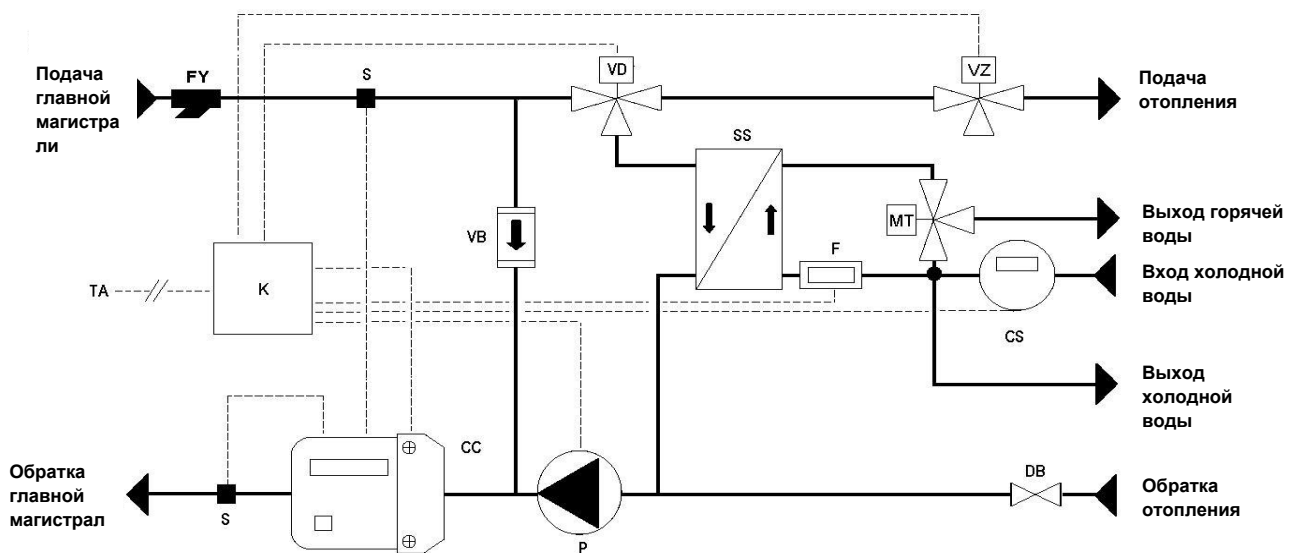 Подача
главной
магистра
ли
FY
S
VD
VZ
Подача
отопления
SS
Выход горячей
воды
MT
VB
F
Вход холодной
воды
TA
K
CS
Выход
холодной
воды
CC
Обратка
главной
магистрал
DB
Обратка
отопления
S
P